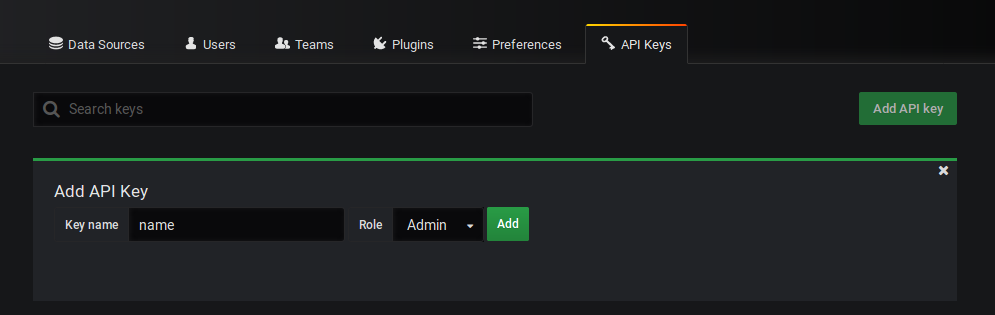 Data Sources Users Teams Plugins Preferences API Keys
Search keys Add API key
Add API Key
Key name name Role Admin Add